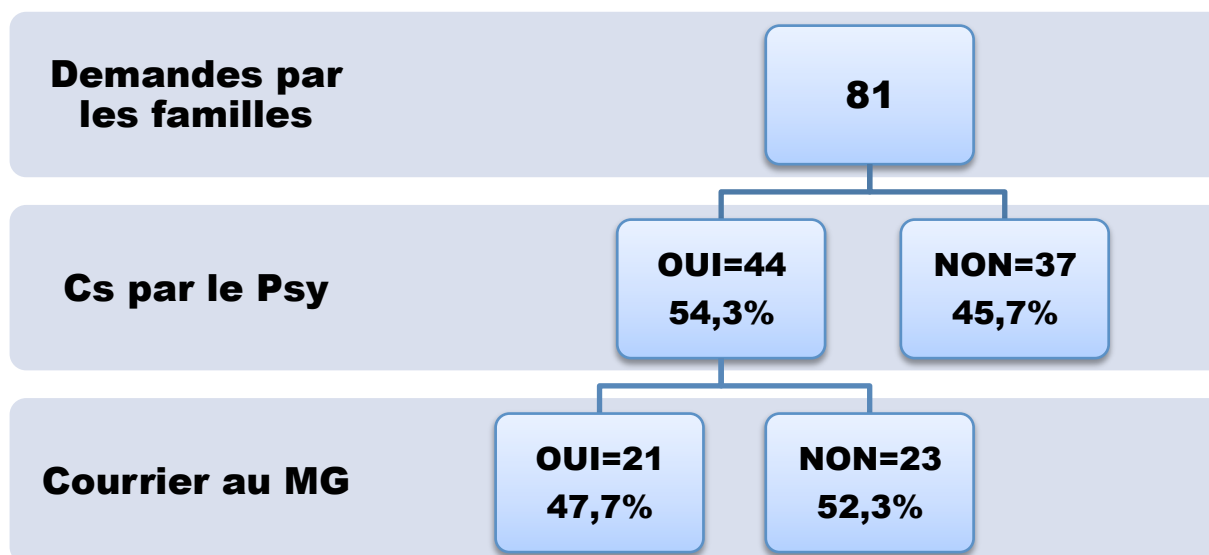 Demandes par
les familles
81
Cs par le Psy
OUI=44
54,3%
NON=37
45,7%
Courrier au MG
OUI=21
47,7%
NON=23
52,3%